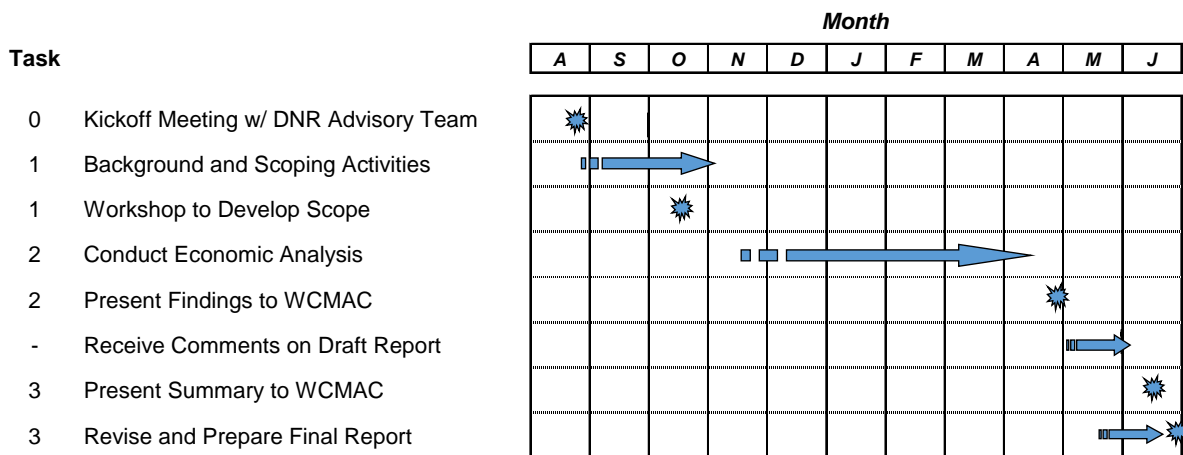 Month
Task
A S O N D J F M A M J
0 Kickoff Meeting w/ DNR Advisory Team
1 Background and Scoping Activities
1 Workshop to Develop Scope
2 Conduct Economic Analysis
2 Present Findings to WCMAC
- Receive Comments on Draft Report
3 Present Summary to WCMAC
3 Revise and Prepare Final Report